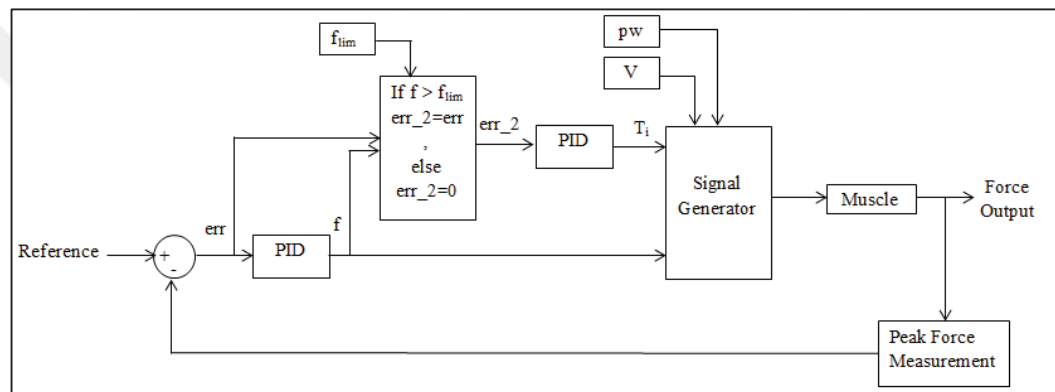 f_lim
pw
V
If f > f_lim
err_2=err
,
else
err_2=0
err_2
PID
T_i
Signal
Generator
Muscle
Force
Output
Reference
+
-
err
PID
f
Peak Force
Measurement